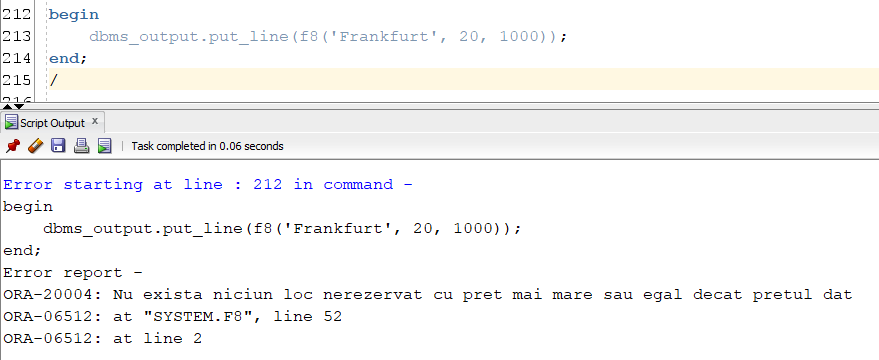 212 begin
213     dbms_output.put_line(f8('Frankfurt', 20, 1000));
214 end;
215 /
216
Script Output x
Task completed in 0.06 seconds
Error starting at line : 212 in command -
begin
    dbms_output.put_line(f8('Frankfurt', 20, 1000));
end;
Error report -
ORA-20004: Nu exista niciun loc nerezervat cu pret mai mare sau egal decat pretul dat
ORA-06512: at "SYSTEM.F8", line 52
ORA-06512: at line 2